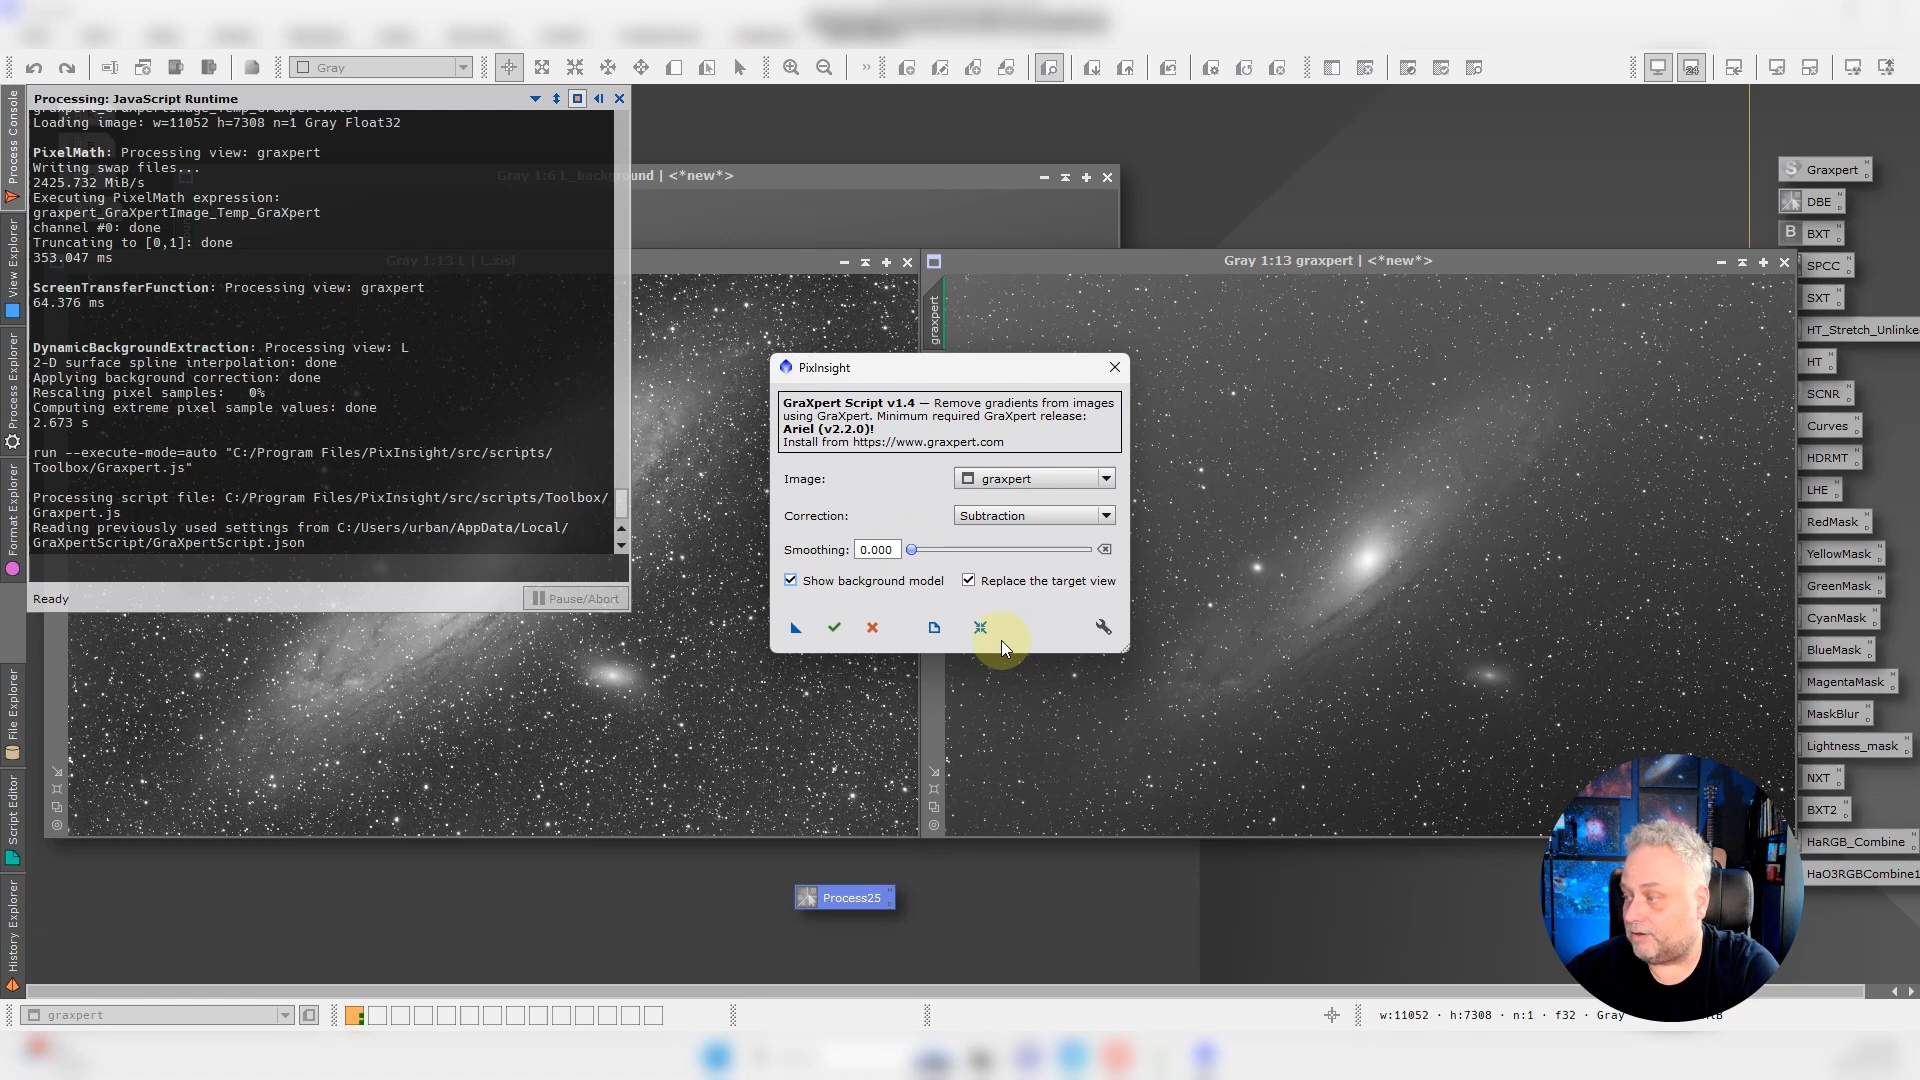 Gray
Processing: JavaScript Runtime
Loading image: w=11052 h=7308 n=1 Gray Float32
PixelMath: Processing view: graxpert
Writing swap files...
2425.732 MiB/s
Executing PixelMath expression:
graxpert_GraXpertImage_Temp_GraXpert
channel #0: done
Truncating to [0,1]: done
353.047 ms
ScreenTransferFunction: Processing view: graxpert
64.376 ms
DynamicBackgroundExtraction: Processing view: L
2-D surface spline interpolation: done
Applying background correction: done
Rescaling pixel samples:   0%
Computing extreme pixel sample values: done
2.673 s
run --execute-mode=auto "C:/Program Files/PixInsight/src/scripts/
Toolbox/Graxpert.js"
Processing script file: C:/Program Files/PixInsight/src/scripts/Toolbox/
Graxpert.js
Reading previously used settings from C:/Users/urban/AppData/Local/
GraXpertScript/GraXpertScript.json
Ready
Pause/Abort
Process Console
View Explorer
Process Explorer
Format Explorer
File Explorer
Script Editor
History Explorer
Gray 1:6 L_background | <*new*>
Gray 1:13 L | L.xisf
Gray 1:13 graxpert | <*new*>
graxpert
PixInsight
GraXpert Script v1.4 — Remove gradients from images
using GraXpert. Minimum required GraXpert release:
Ariel (v2.2.0)!
Install from https://www.graxpert.com
Image:
graxpert
Correction:
Subtraction
Smoothing:
0.000
Show background model
Replace the target view
Process25
S Graxpert
DBE
B BXT
SPCC
SXT
HT_Stretch_Unlinke
HT
SCNR
Curves
HDRMT
LHE
RedMask
YellowMask
GreenMask
CyanMask
BlueMask
MagentaMask
MaskBlur
Lightness_mask
NXT
BXT2
HaRGB_Combine
HaO3RGBCombine1
graxpert
w:11052 · h:7308 · n:1 · f32 · Gray